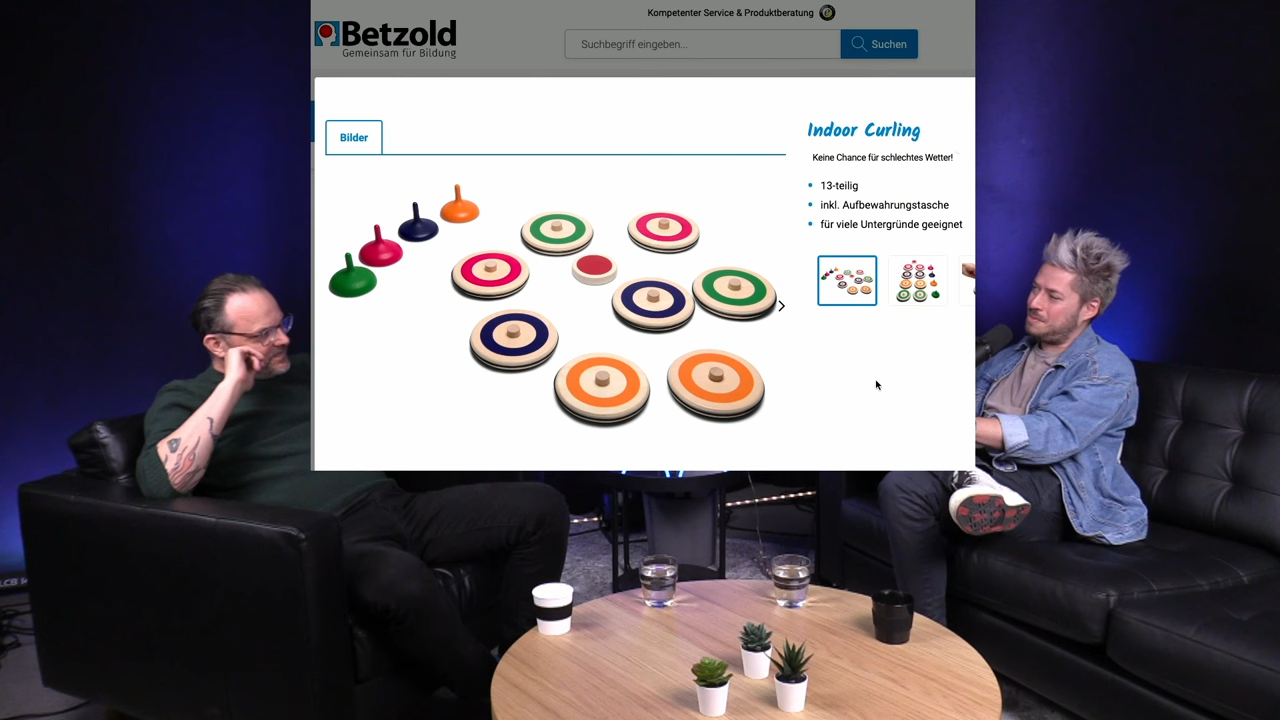 Kompetenter Service & Produktberatung
Betzold
Gemeinsam für Bildung
Suchbegriff eingeben...
Suchen
Bilder
Indoor Curling
Keine Chance für schlechtes Wetter!
13-teilig
inkl. Aufbewahrungstasche
für viele Untergründe geeignet